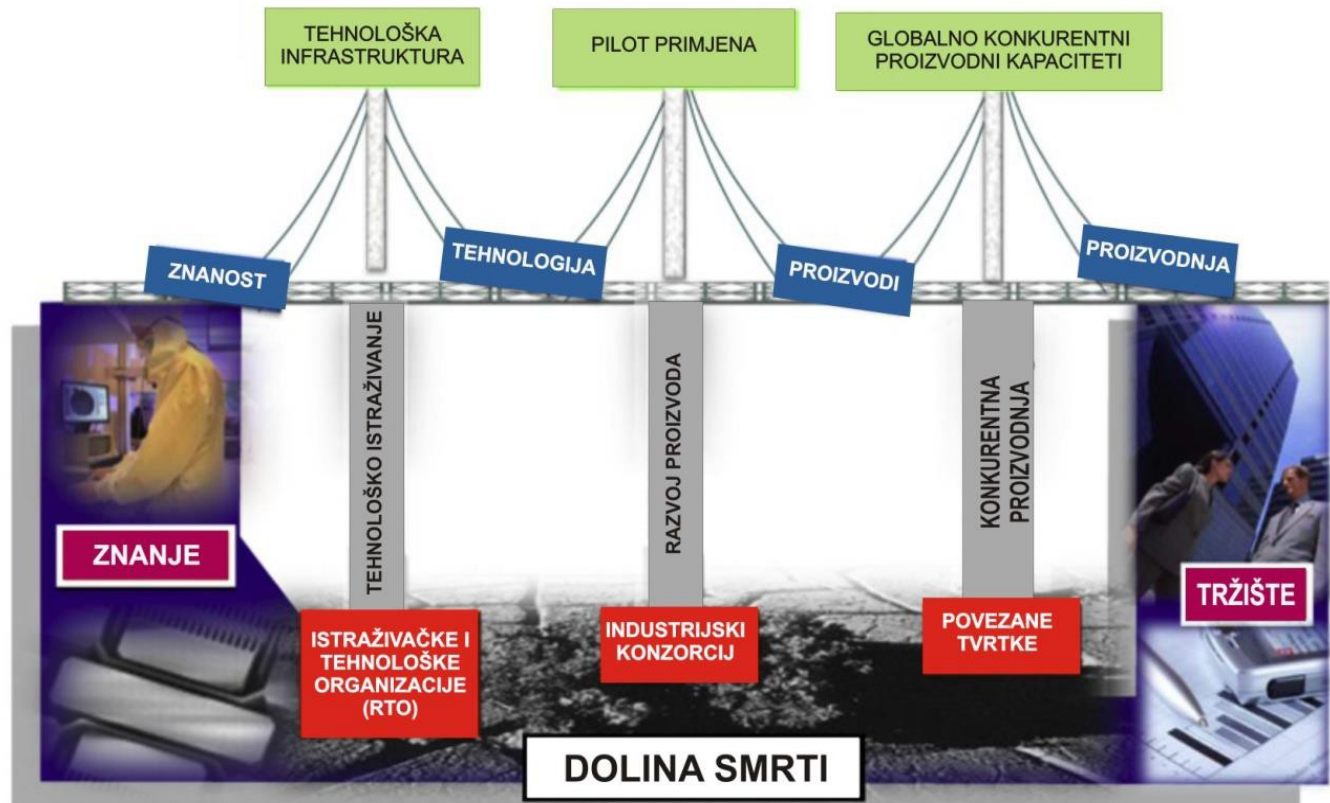 TEHNOLOŠKA
INFRASTRUKTURA
PILOT PRIMJENA
GLOBALNO KONKURENTNI
PROIZVODNI KAPACITETI
ZNANOST
TEHNOLOGIJA
PROIZVODI
PROIZVODNJA
TEHNOLOŠKO ISTRAŽIVANJE
RAZVOJ PROIZVODA
KONKURENTNA
PROIZVODNJA
ZNANJE
TRŽIŠTE
ISTRAŽIVAČKE I
TEHNOLOŠKE
ORGANIZACIJE
(RTO)
INDUSTRIJSKI
KONZORCIJ
POVEZANE
TVRTKE
DOLINA SMRTI